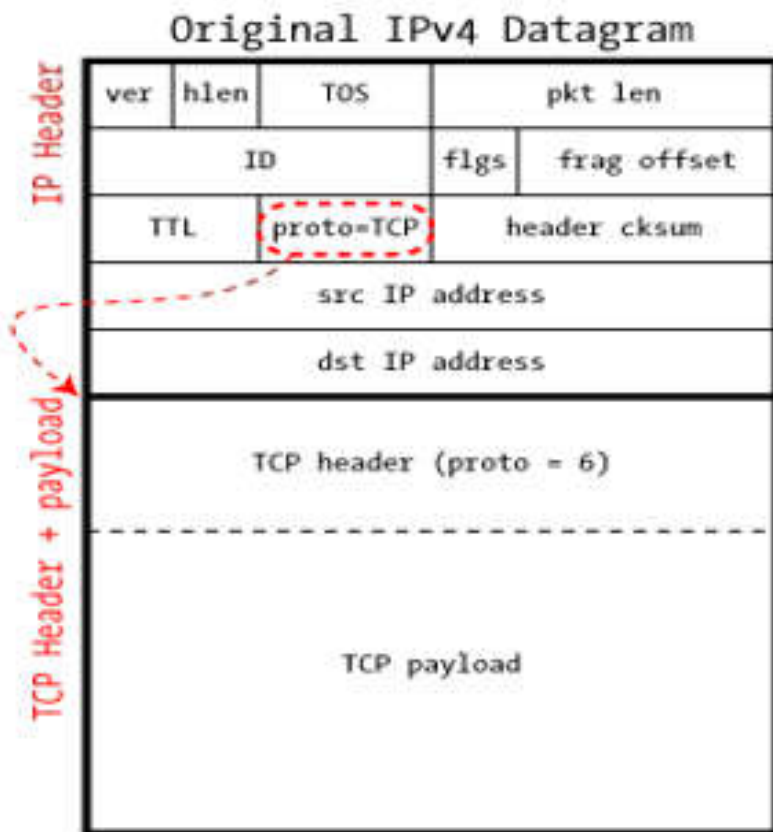 Original IPv4 Datagram
IP Header
ver hlen TOS pkt len
ID flgs frag offset
TTL proto=TCP header cksum
src IP address
dst IP address
TCP Header + payload
TCP header (proto = 6)
TCP payload